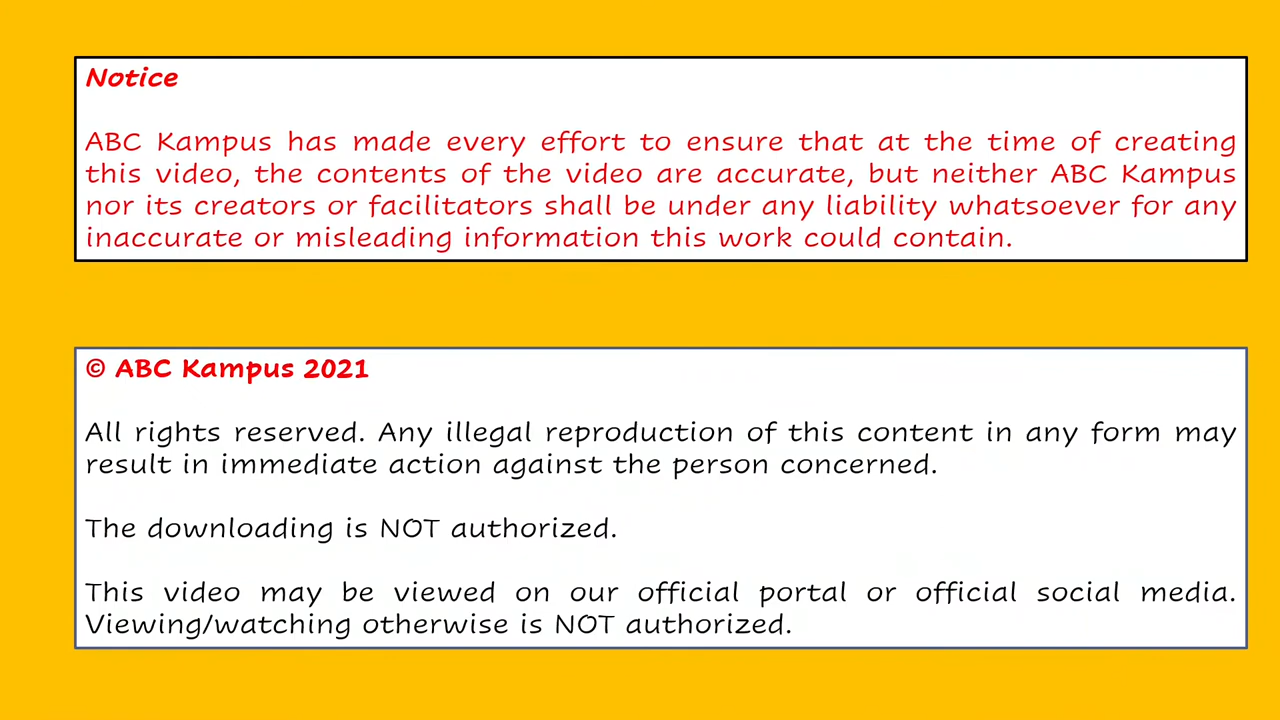 Notice
ABC Kampus has made every effort to ensure that at the time of creating
this video, the contents of the video are accurate, but neither ABC Kampus
nor its creators or facilitators shall be under any liability whatsoever for any
inaccurate or misleading information this work could contain.
© ABC Kampus 2021
All rights reserved. Any illegal reproduction of this content in any form may
result in immediate action against the person concerned.
The downloading is NOT authorized.
This video may be viewed on our official portal or official social media.
Viewing/watching otherwise is NOT authorized.